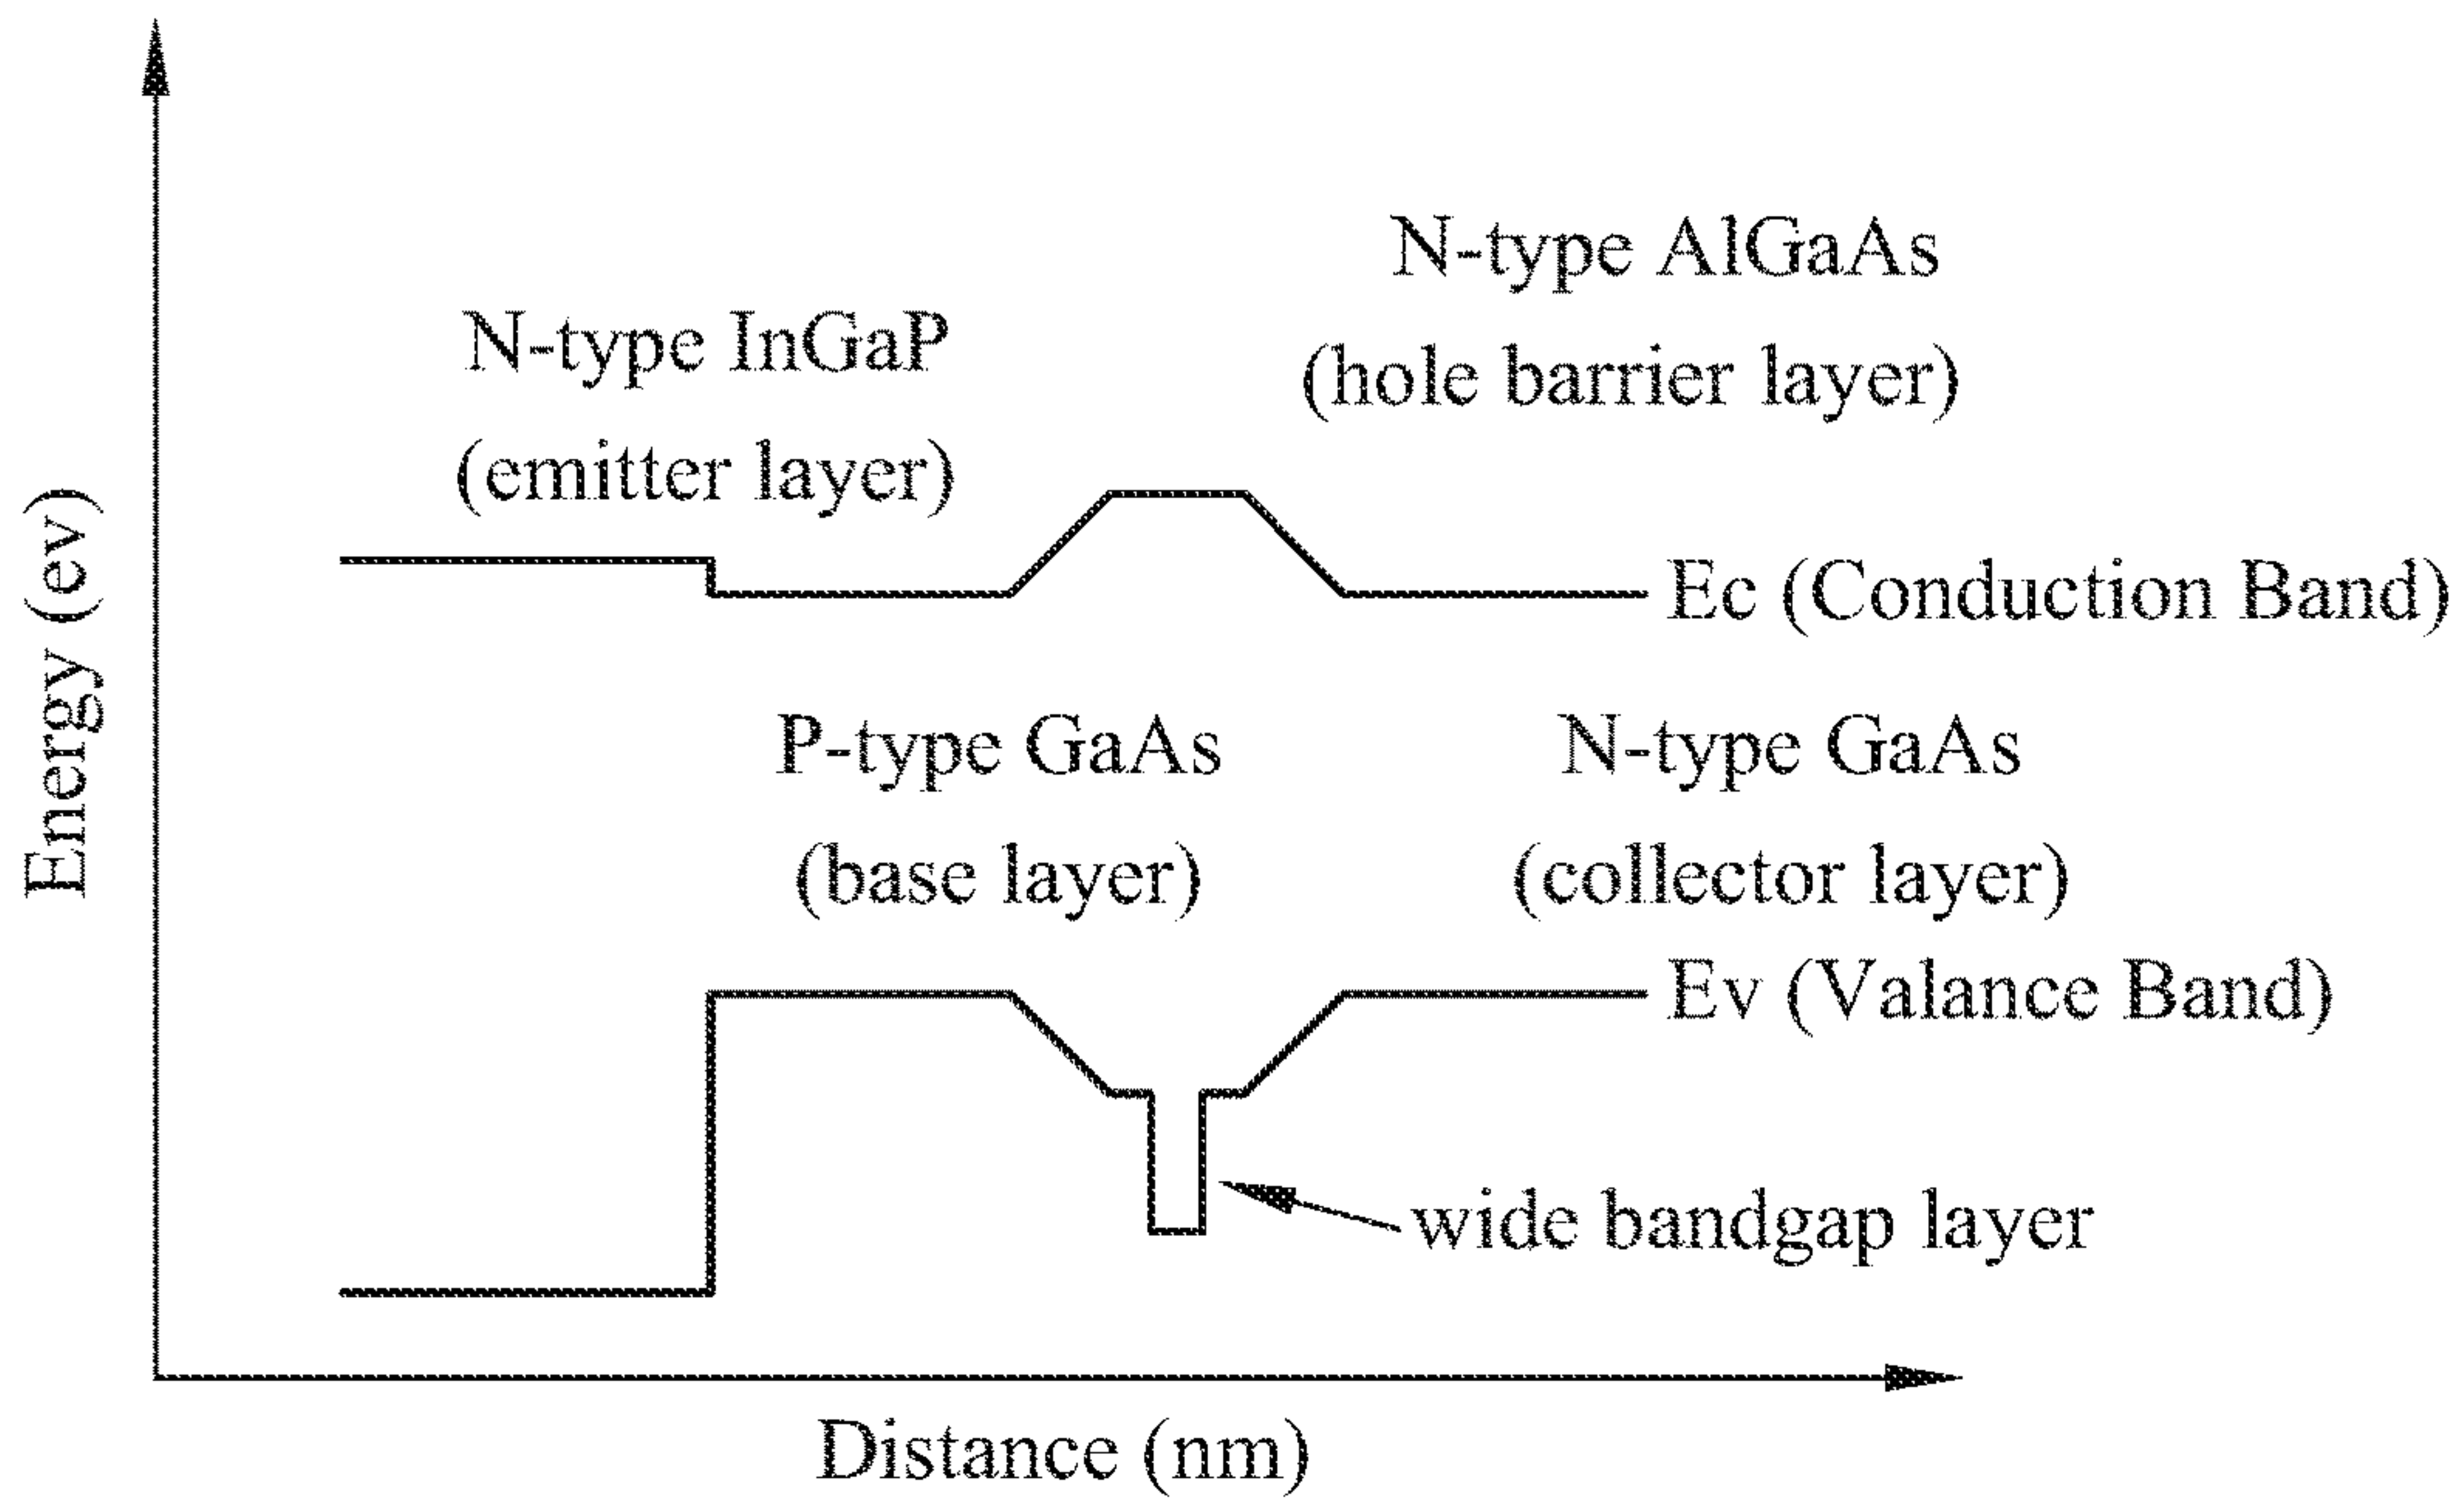 N-type AlGaAs
(hole barrier layer)
N-type InGaP
(emitter layer)
Energy (ev)
Ec (Conduction Band)
P-type GaAs
(base layer)
N-type GaAs
(collector layer)
Ev (Valance Band)
wide bandgap layer
Distance (nm)